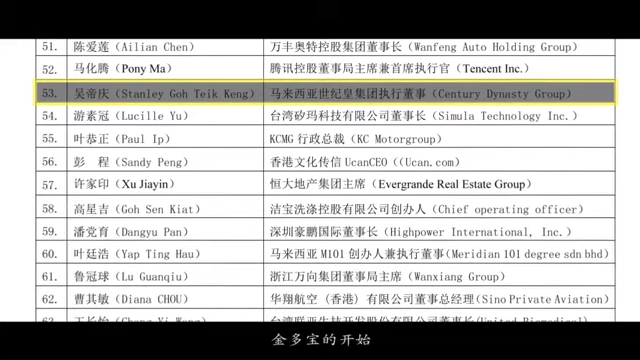 51. 陈爱莲（Ailian Chen） 万丰奥特控股集团董事长（Wanfeng Auto Holding Group）
52. 马化腾（Pony Ma） 腾讯控股董事局主席兼首席执行官（Tencent Inc.）
53. 吴帝庆（Stanley Goh Teik Keng） 马来西亚世纪皇集团执行董事（Century Dynasty Group）
54. 游素冠（Lucille Yu） 台湾矽玛科技有限公司董事长（Simula Technology Inc.）
55. 叶恭正（Paul Ip） KCMG 行政总裁（KC Motorgroup）
56. 彭　程（Sandy Peng） 香港文化传信 UcanCEO（(Ucan.com）
57. 许家印（Xu Jiayin） 恒大地产集团主席（Evergrande Real Estate Group）
58. 高星吉（Goh Sen Kiat） 洁宝洗涤控股有限公司创办人（Chief operating officer）
59. 潘党育（Dangyu Pan） 深圳豪鹏国际董事长（Highpower International, Inc.）
60. 叶廷浩（Yap Ting Hau） 马来西亚 M101 创办人兼执行董事（Meridian 101 degree sdn bhd）
61. 鲁冠球（Lu Guanqiu） 浙江万向集团董事局主席（Wanxiang Group）
62. 曹其敏（Diana CHOU） 华翔航空（香港）有限公司董事总经理（Sino Private Aviation）
63
金多宝的开始